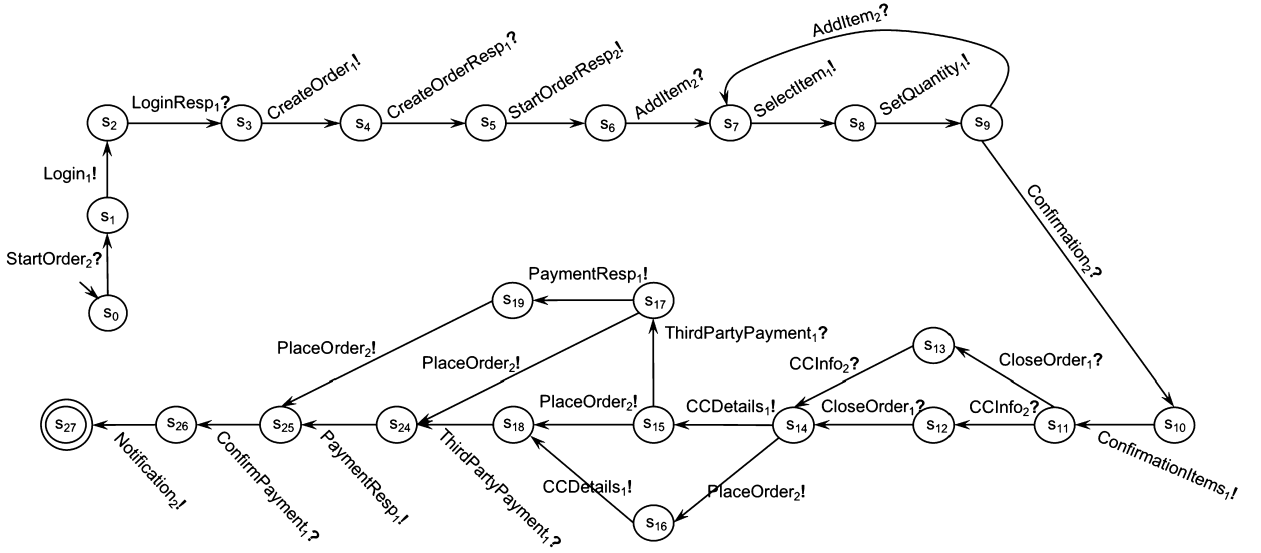 AddItem₂?
LoginResp₁?
CreateOrder₁!
CreateOrderResp₁?
StartOrderResp₂!
AddItem₂?
SelectItem₁!
SetQuantity₁!
s₂
s₃
s₄
s₅
s₆
s₇
s₈
s₉
Login₁!
s₁
Confirmation₂?
StartOrder₂?
s₀
PaymentResp₁!
s₁₉
s₁₇
ThirdPartyPayment₁?
PlaceOrder₂!
PlaceOrder₂!
CCInfo₂?
s₁₃
CloseOrder₁?
PlaceOrder₂!
CCDetails₁!
CloseOrder₁?
CCInfo₂?
s₂₇
s₂₆
s₂₅
s₂₄
s₁₈
s₁₅
s₁₄
s₁₂
s₁₁
s₁₀
Notification₂!
ConfirmPayment₁?
PaymentResp₁!
ThirdPartyPayment₁?
CCDetails₁!
PlaceOrder₂!
ConfirmationItems₁!
s₁₆